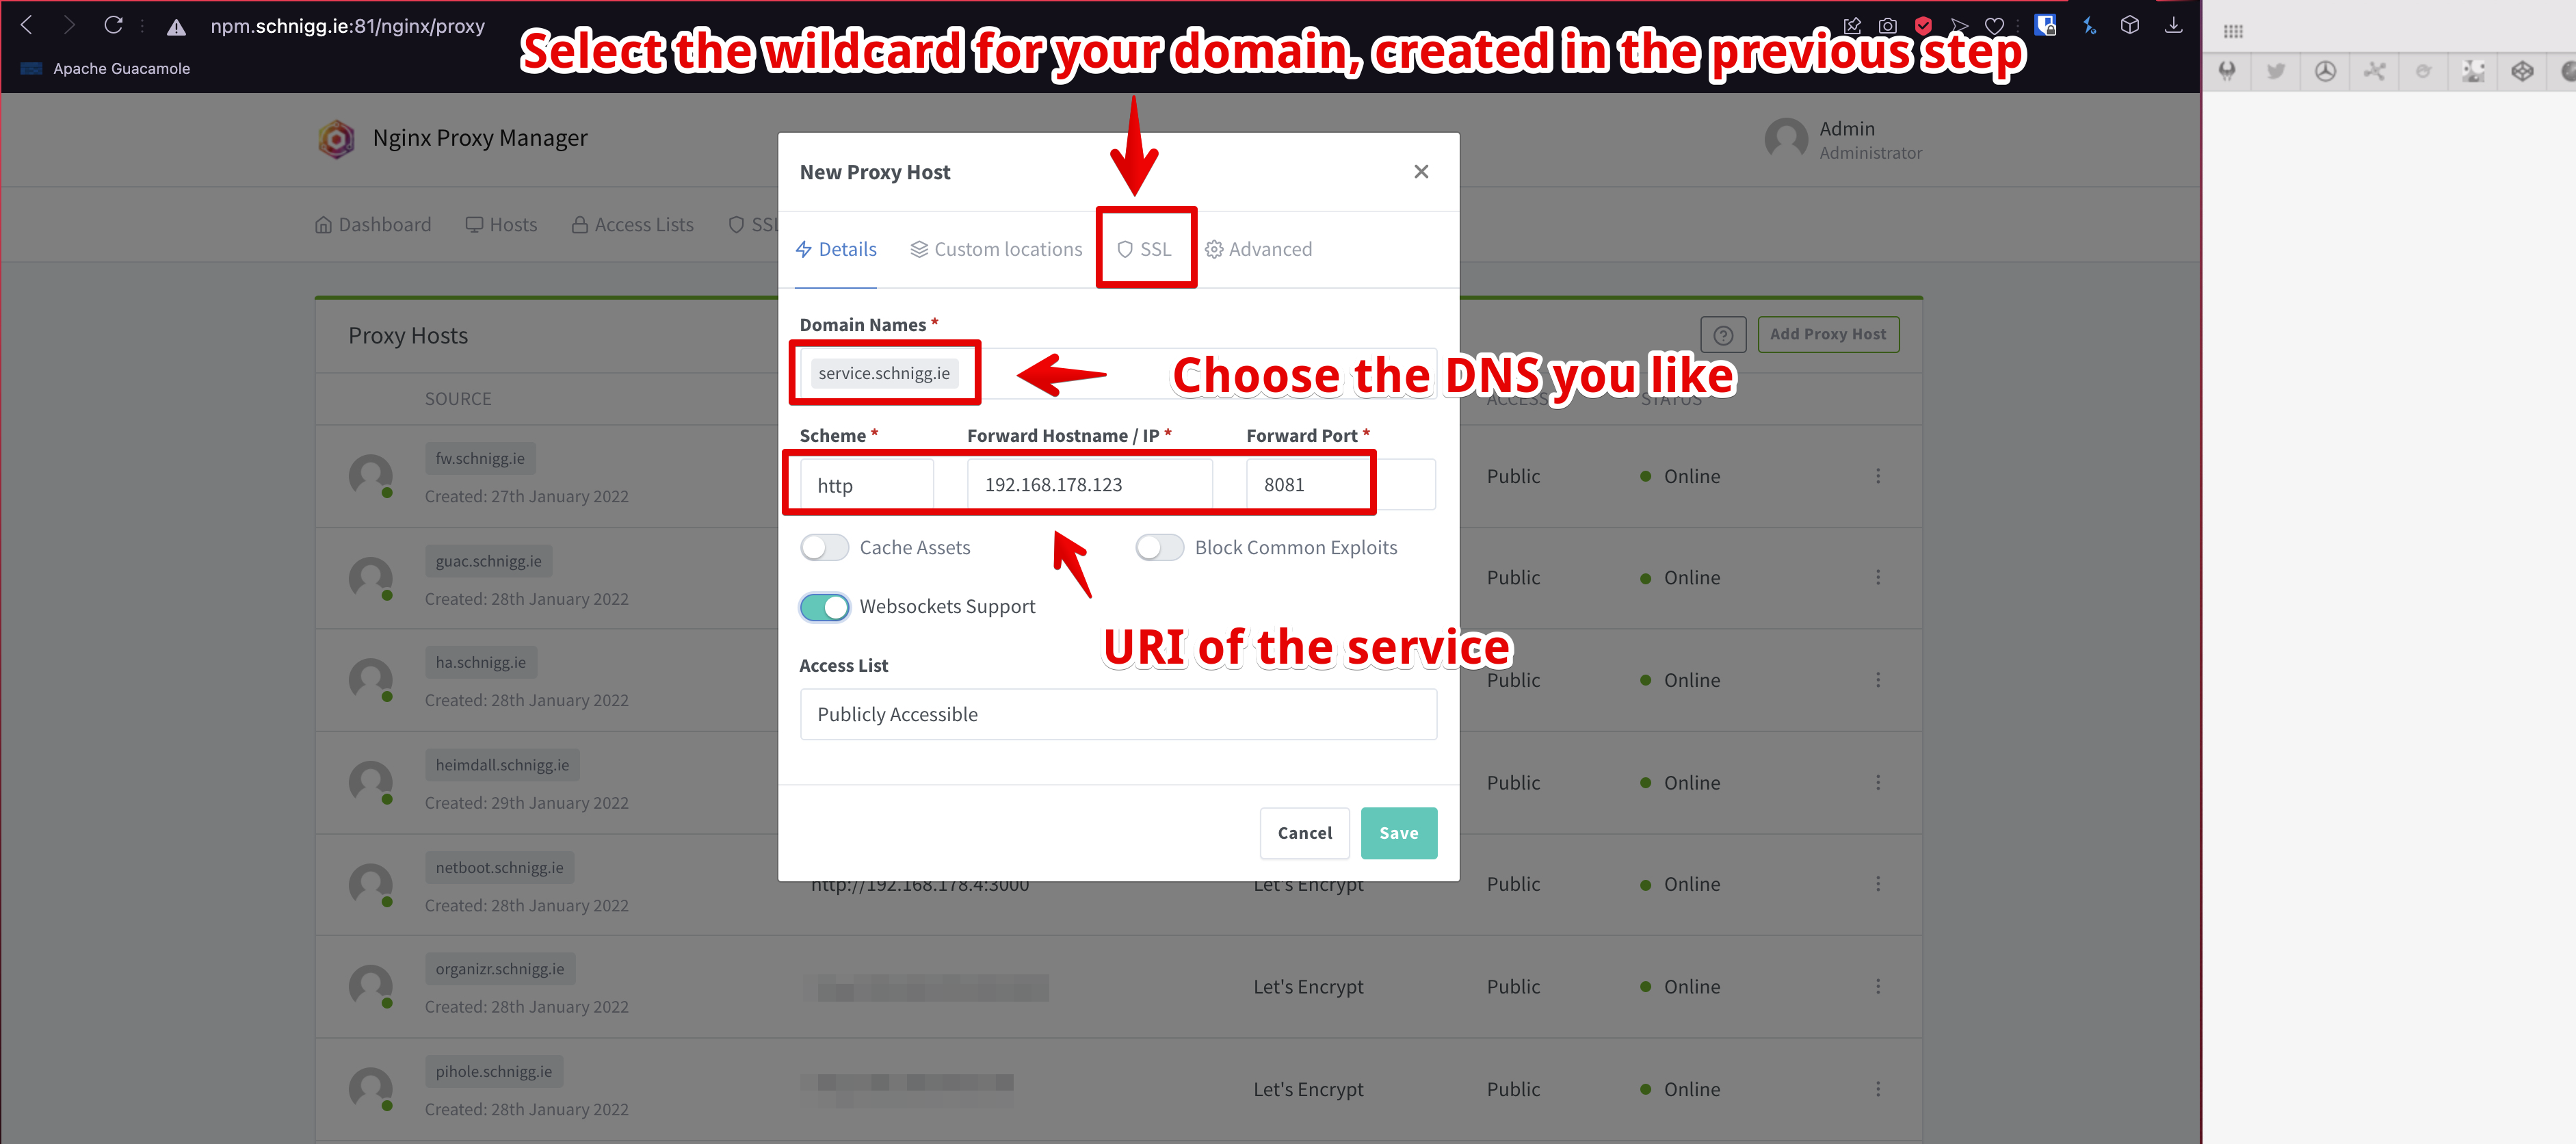 npm.schnigg.ie:81/nginx/proxy
Select the wildcard for your domain, created in the previous step
Apache Guacamole
Nginx Proxy Manager
Admin
Administrator
Dashboard
Hosts
Access Lists
SSL
New Proxy Host
Details
Custom locations
SSL
Advanced
Proxy Hosts
Add Proxy Host
Domain Names *
service.schnigg.ie
Choose the DNS you like
SOURCE
ACCESS
STATUS
Scheme *
Forward Hostname / IP *
Forward Port *
http
192.168.178.123
8081
Cache Assets
Block Common Exploits
Websockets Support
URI of the service
Access List
Publicly Accessible
Cancel
Save
fw.schnigg.ie
Created: 27th January 2022
Public
Online
guac.schnigg.ie
Created: 28th January 2022
Public
Online
ha.schnigg.ie
Created: 28th January 2022
Public
Online
heimdall.schnigg.ie
Created: 29th January 2022
Public
Online
netboot.schnigg.ie
Created: 28th January 2022
http://192.168.178.4:3000
Let's Encrypt
Public
Online
organizr.schnigg.ie
Created: 28th January 2022
Let's Encrypt
Public
Online
pihole.schnigg.ie
Created: 28th January 2022
Let's Encrypt
Public
Online